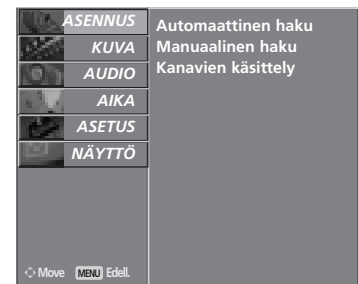 ASENNUS
KUVA
AUDIO
AIKA
ASETUS
NÄYTTÖ
Automaattinen haku
Manuaalinen haku
Kanavien käsittely
Move MENU Edell.